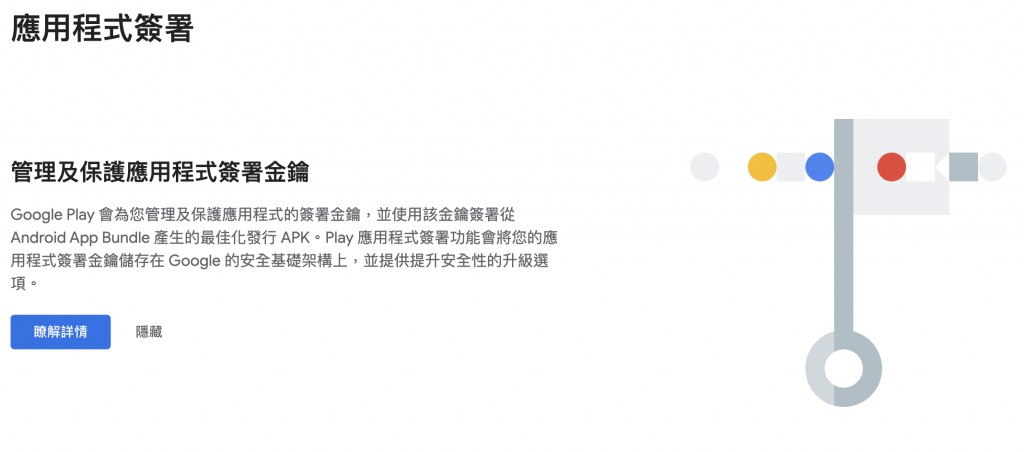 應用程式簽署
管理及保護應用程式簽署金鑰
Google Play 會為您管理及保護應用程式的簽署金鑰，並使用該金鑰簽署從
Android App Bundle 產生的最佳化發行 APK。Play 應用程式簽署功能會將您的應
用程式簽署金鑰儲存在 Google 的安全基礎架構上，並提供提升安全性的升級選
項。
瞭解詳情
隱藏